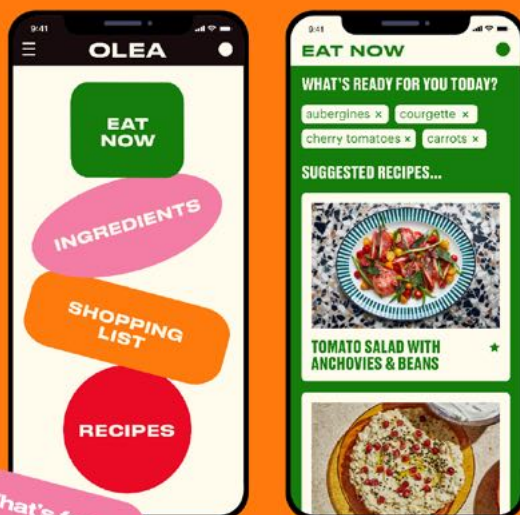 9:41
OLEA
EAT
NOW
INGREDIENTS
SHOPPING
LIST
RECIPES
9:41
EAT NOW
WHAT'S READY FOR YOU TODAY?
aubergines ×
courgette ×
cherry tomatoes ×
carrots ×
SUGGESTED RECIPES...
TOMATO SALAD WITH
ANCHOVIES & BEANS